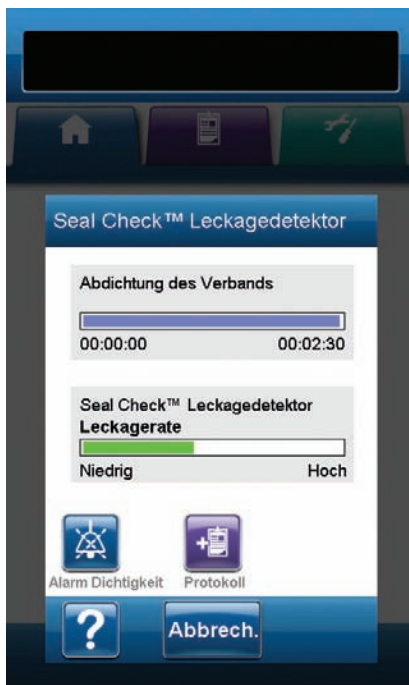 Seal Check™ Leckagedetektor
Abdichtung des Verbands
00:00:00 00:02:30
Seal Check™ Leckagedetektor
Leckagerate
Niedrig Hoch
Alarm Dichtigkeit Protokoll
? Abbrech.